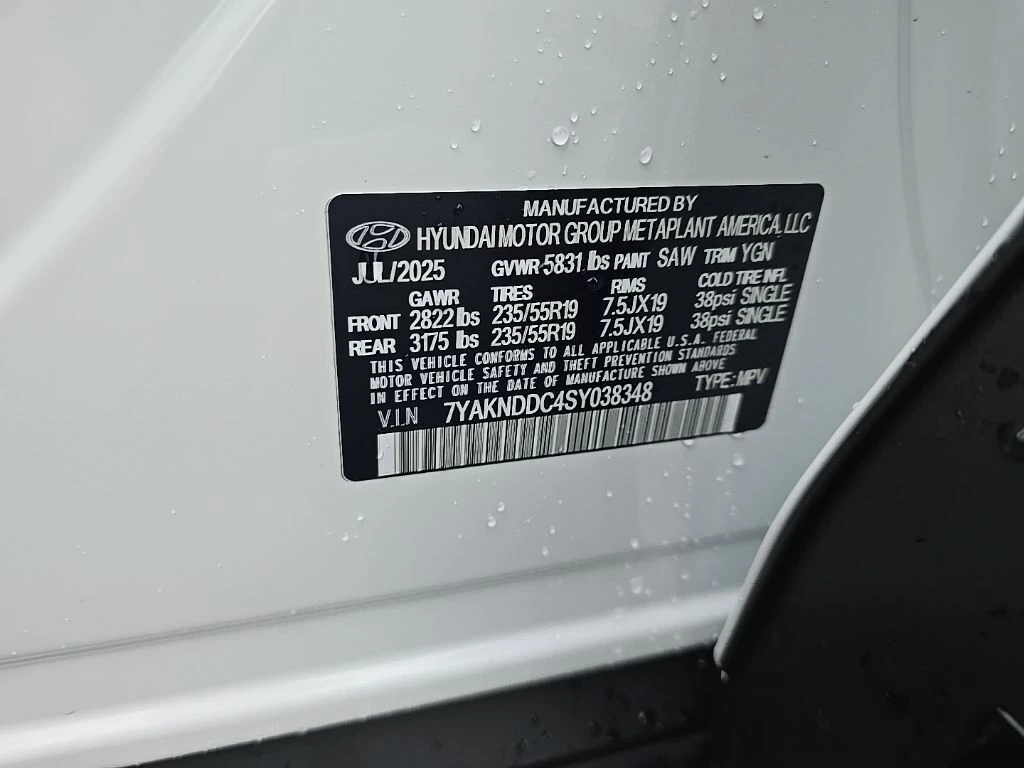 MANUFACTURED BY
HYUNDAI MOTOR GROUP METAPLANT AMERICA, LLC
JUL/2025 GVWR 5831 lbs PAINT SAW TRIM YGN
GAWR TIRES RIMS COLD TIRE INFL
FRONT 2822 lbs 235/55R19 7.5JX19 38psi SINGLE
REAR 3175 lbs 235/55R19 7.5JX19 38psi SINGLE
THIS VEHICLE CONFORMS TO ALL APPLICABLE U.S.A. FEDERAL
MOTOR VEHICLE SAFETY AND THEFT PREVENTION STANDARDS
IN EFFECT ON THE DATE OF MANUFACTURE SHOWN ABOVE
V.I.N 7YAKNDDC4SY038348 TYPE: MPV